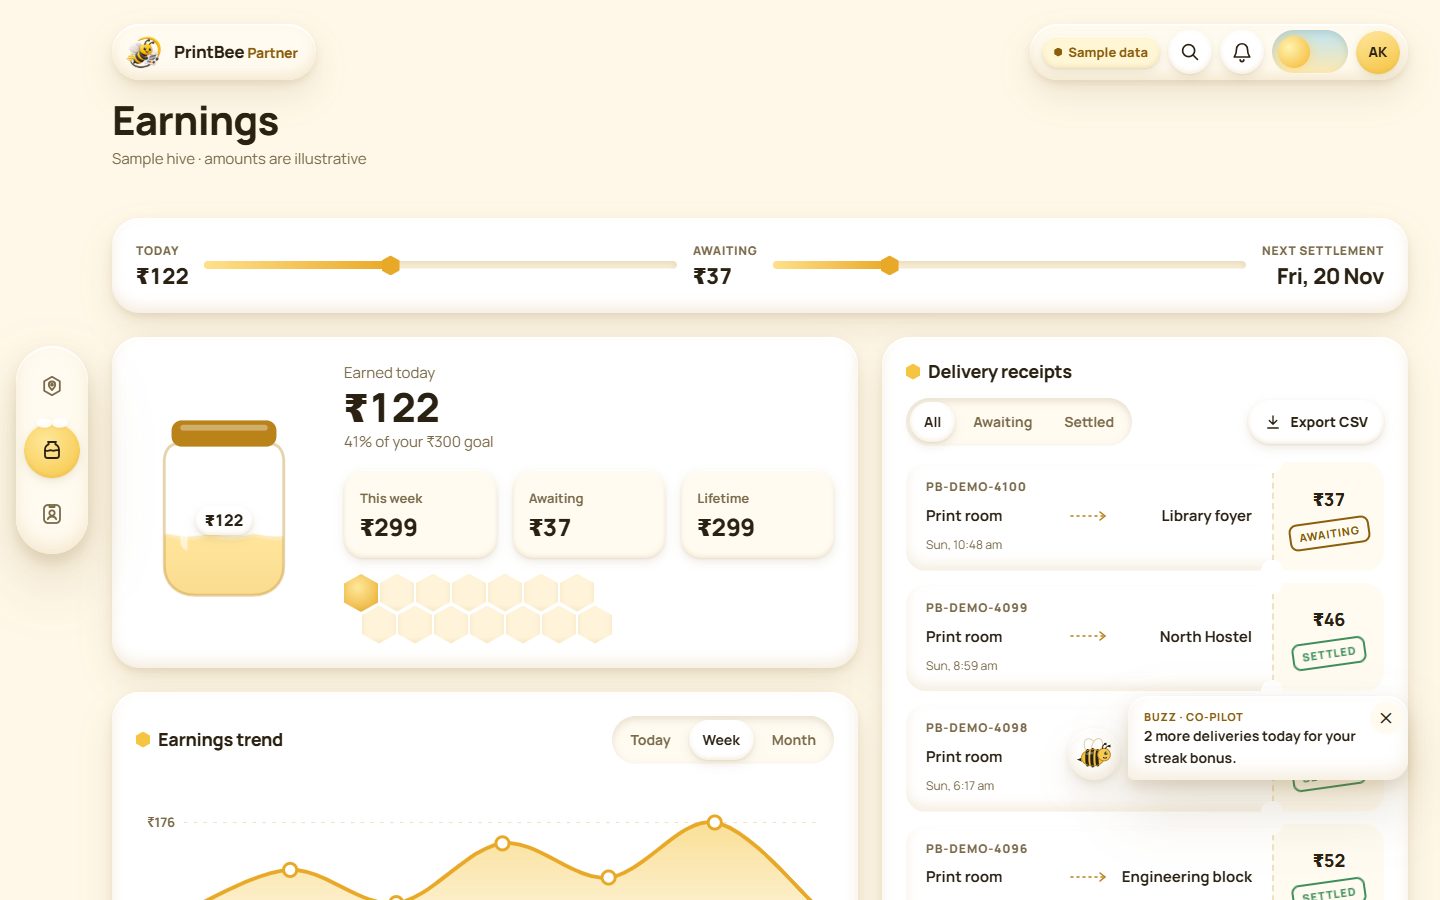 PrintBee Partner
Sample data
AK
Earnings
Sample hive · amounts are illustrative
TODAY
₹122
AWAITING
₹37
NEXT SETTLEMENT
Fri, 20 Nov
Earned today
₹122
41% of your ₹300 goal
₹122
This week
₹299
Awaiting
₹37
Lifetime
₹299
Earnings trend
Today
Week
Month
₹176
Delivery receipts
All
Awaiting
Settled
Export CSV
PB-DEMO-4100
Print room
Library foyer
Sun, 10:48 am
₹37
AWAITING
PB-DEMO-4099
Print room
North Hostel
Sun, 8:59 am
₹46
SETTLED
PB-DEMO-4098
Print room
Sun, 6:17 am
BUZZ · CO-PILOT
2 more deliveries today for your
streak bonus.
PB-DEMO-4096
Print room
Engineering block
₹52
SETTLED